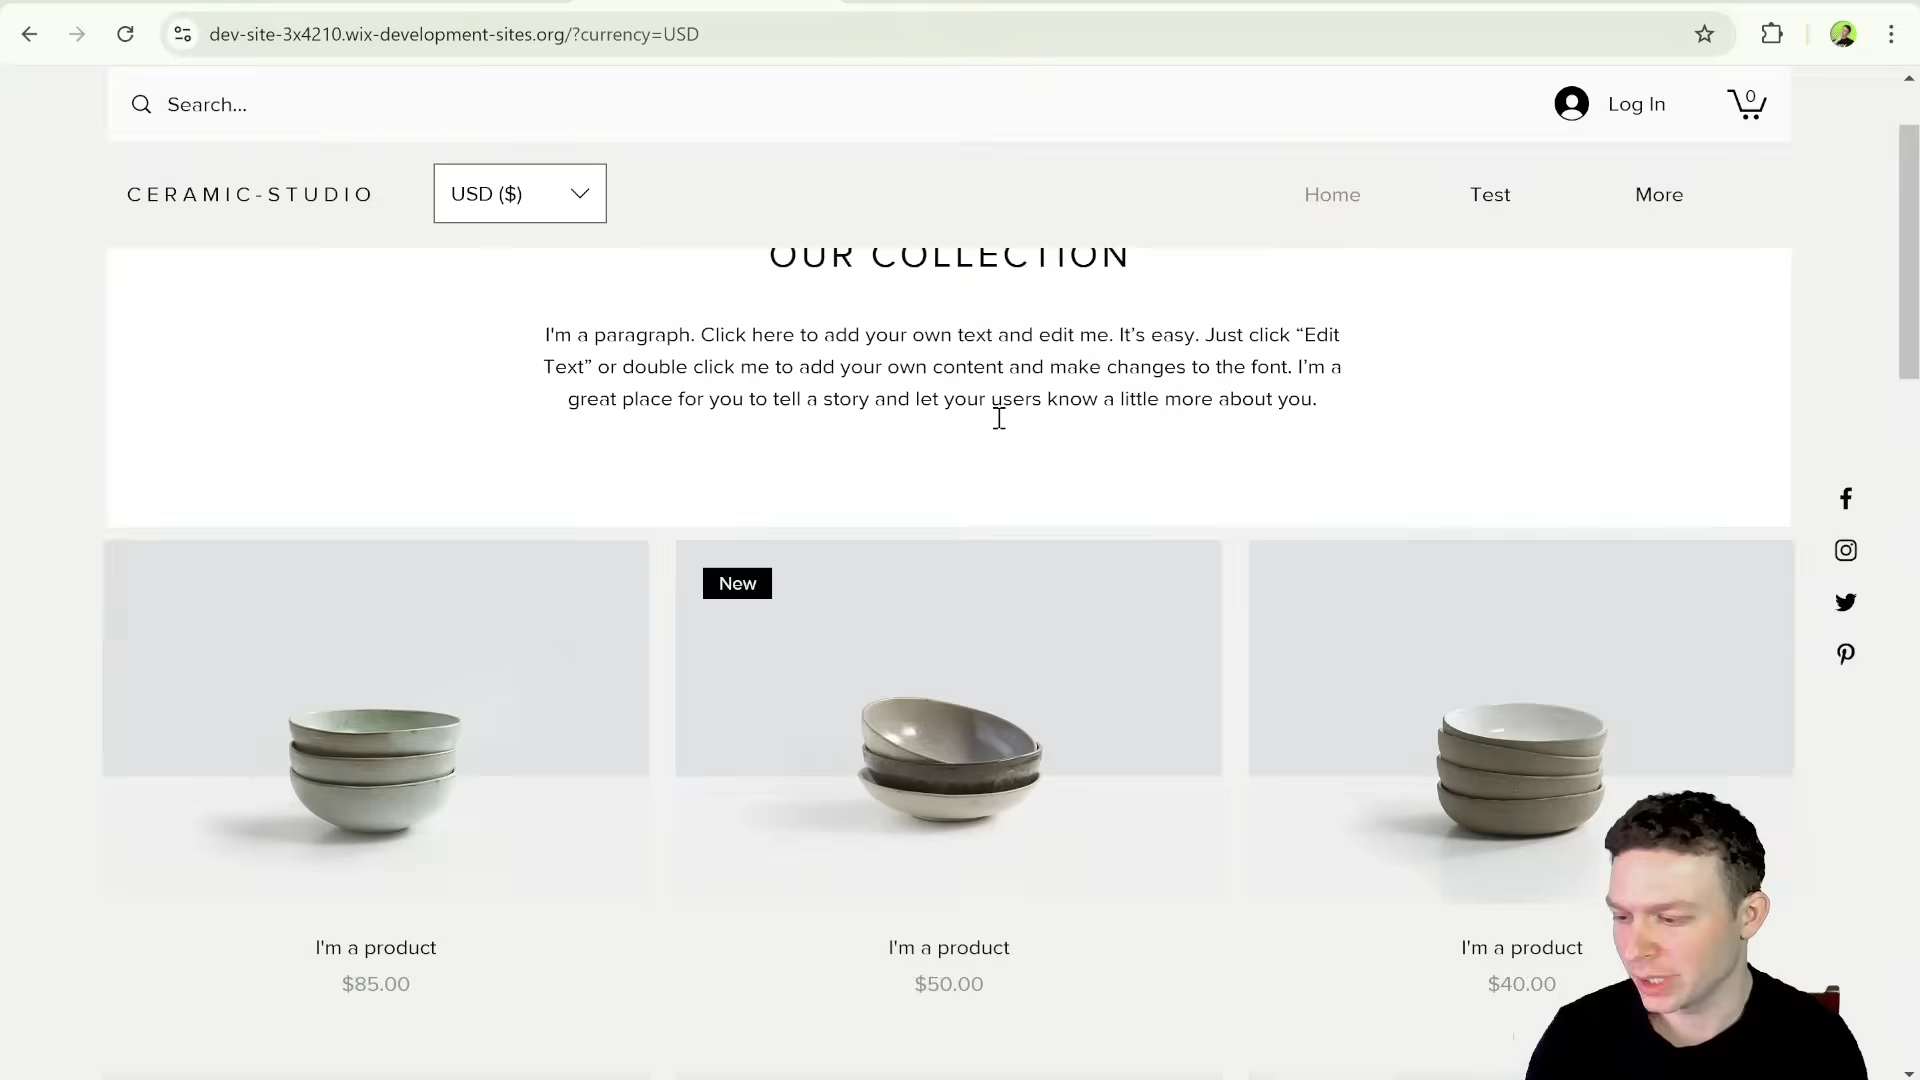 dev-site-3x4210.wix-development-sites.org/?currency=USD
Search...
Log In
0
CERAMIC-STUDIO
USD ($)
Home
Test
More
OUR COLLECTION
I'm a paragraph. Click here to add your own text and edit me. It’s easy. Just click “Edit
Text” or double click me to add your own content and make changes to the font. I’m a
great place for you to tell a story and let your users know a little more about you.
New
I'm a product
$85.00
I'm a product
$50.00
I'm a product
$40.00